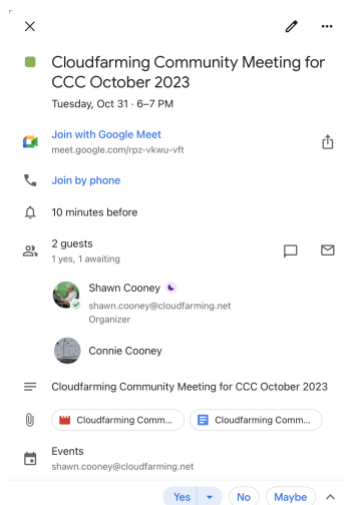 Cloudfarming Community Meeting for
CCC October 2023
Tuesday, Oct 31 · 6–7 PM
Join with Google Meet
meet.google.com/rpz-vkwu-vft
Join by phone
10 minutes before
2 guests
1 yes, 1 awaiting
Shawn Cooney
shawn.cooney@cloudfarming.net
Organizer
Connie Cooney
Cloudfarming Community Meeting for CCC October 2023
Cloudfarming Comm... Cloudfarming Comm...
Events
shawn.cooney@cloudfarming.net
Yes No Maybe